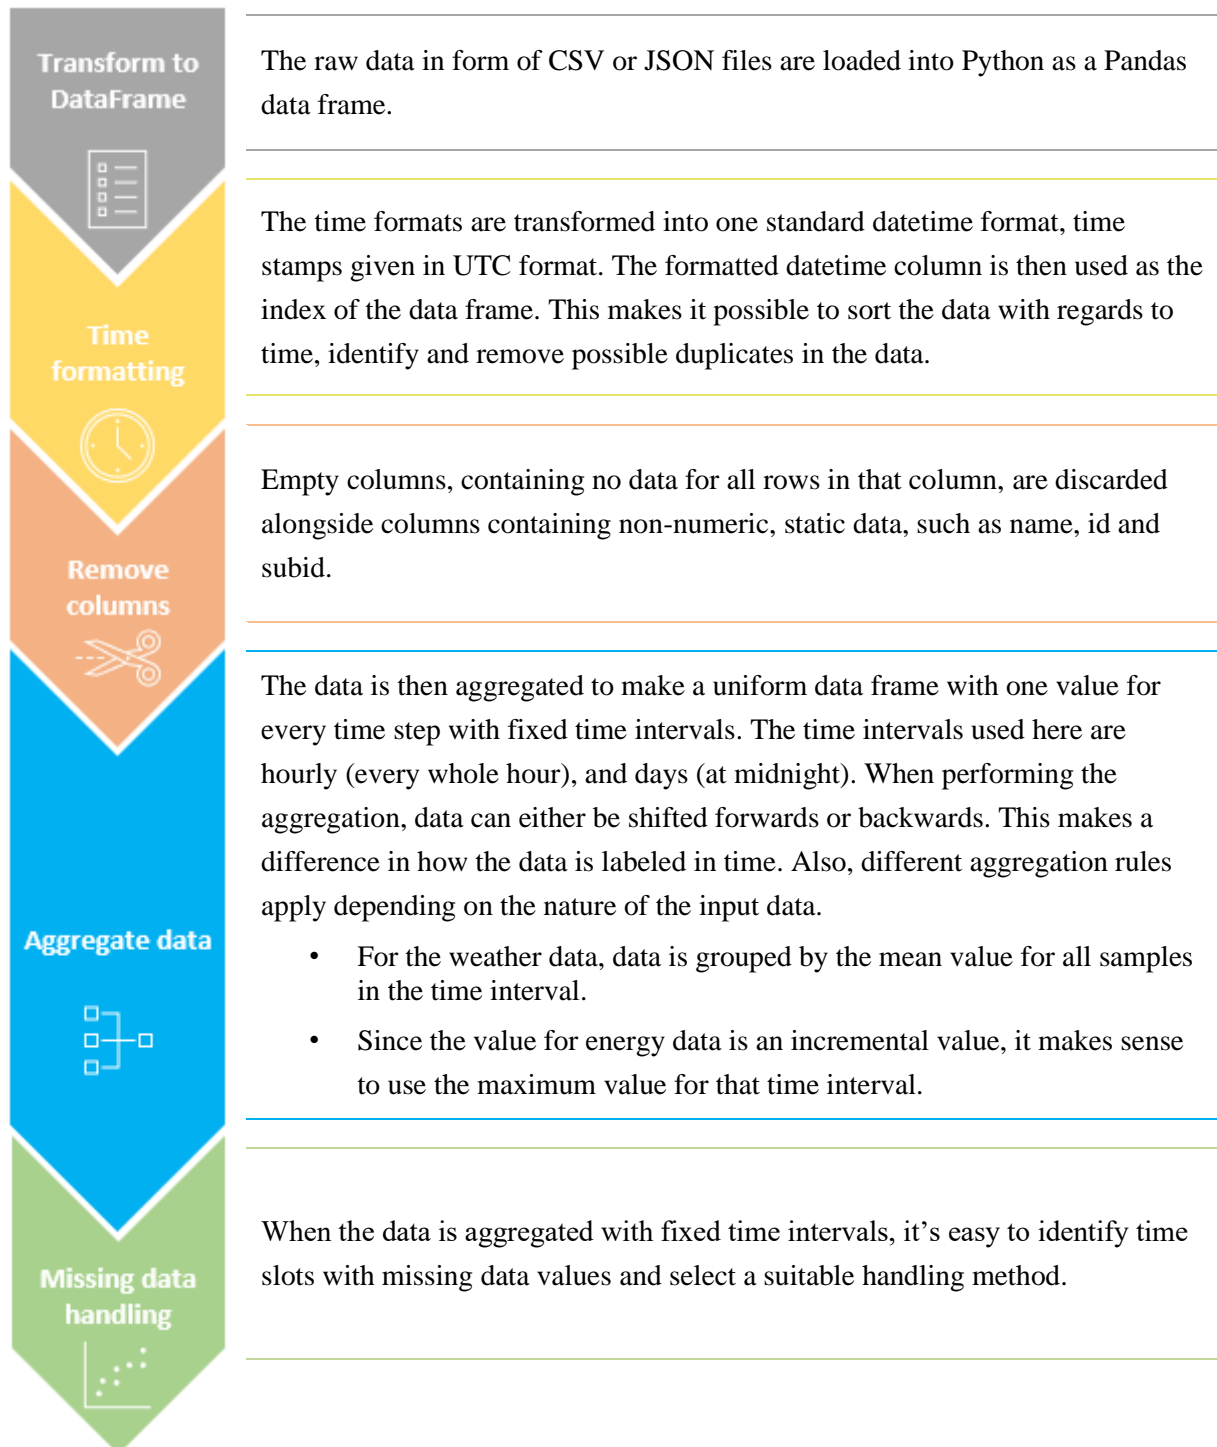 Transform to
DataFrame
The raw data in form of CSV or JSON files are loaded into Python as a Pandas
data frame.
Time
formatting
The time formats are transformed into one standard datetime format, time
stamps given in UTC format. The formatted datetime column is then used as the
index of the data frame. This makes it possible to sort the data with regards to
time, identify and remove possible duplicates in the data.
Remove
columns
Empty columns, containing no data for all rows in that column, are discarded
alongside columns containing non-numeric, static data, such as name, id and
subid.
Aggregate data
The data is then aggregated to make a uniform data frame with one value for
every time step with fixed time intervals. The time intervals used here are
hourly (every whole hour), and days (at midnight). When performing the
aggregation, data can either be shifted forwards or backwards. This makes a
difference in how the data is labeled in time. Also, different aggregation rules
apply depending on the nature of the input data.
• For the weather data, data is grouped by the mean value for all samples
in the time interval.
• Since the value for energy data is an incremental value, it makes sense
to use the maximum value for that time interval.
Missing data
handling
When the data is aggregated with fixed time intervals, it’s easy to identify time
slots with missing data values and select a suitable handling method.